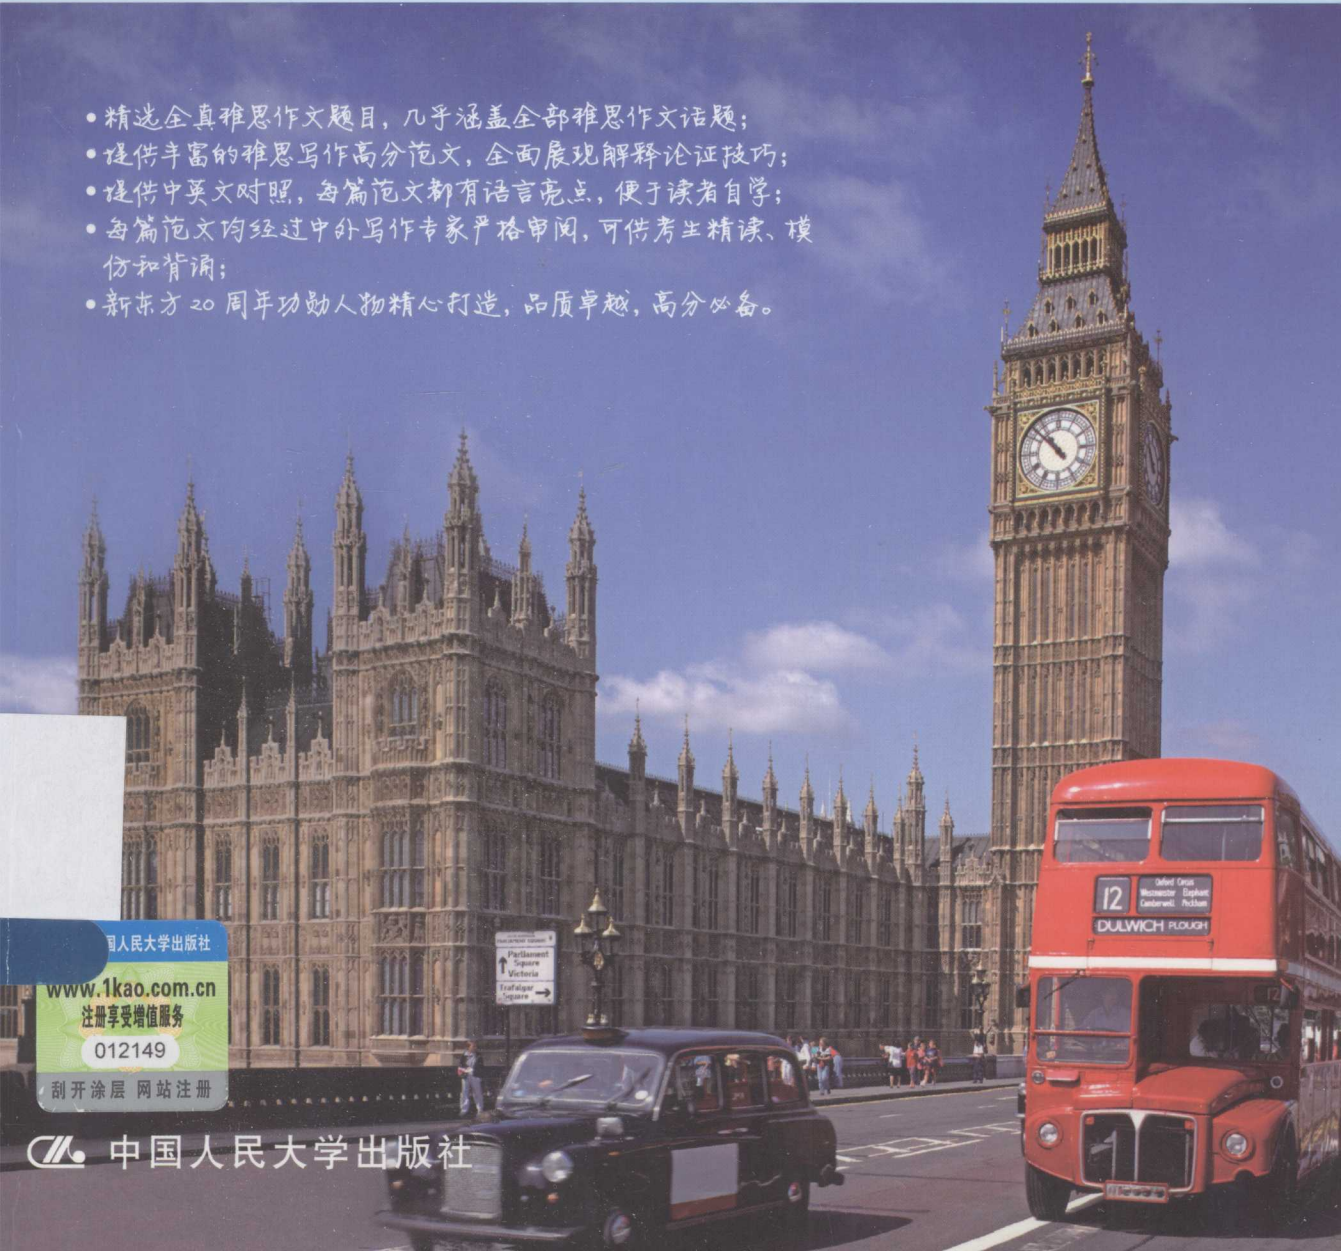 • 精选全真雅思作文题目，几乎涵盖全部雅思作文话题；
• 提供丰富的雅思写作高分范文，全面展现解释论证技巧；
• 提供中英文对照，每篇范文都有语言亮点，便于读者自学；
• 每篇范文均经过中外写作专家严格审阅，可供考生精读、模
仿和背诵；
• 新东方20周年功勋人物精心打造，品质卓越，高分必备。
12
Oxford Circus
Westminster Elephant
Camberwell Peckham
DULWICH PLOUGH
Parliament
Square
Victoria
Trafalgar
Square
国人民大学出版社
www.1kao.com.cn
注册享受增值服务
012149
刮开涂层 网站注册
中国人民大学出版社